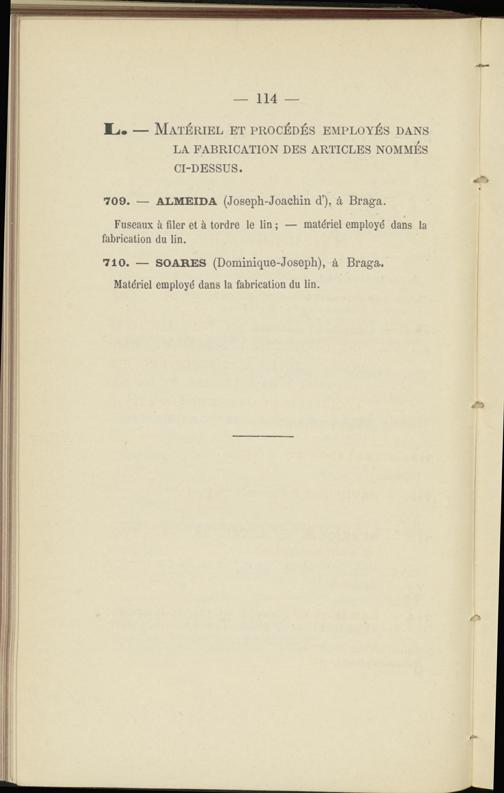 — 114 —
L. — MATÉRIEL ET PROCÉDÉS EMPLOYÉS DANS
LA FABRICATION DES ARTICLES NOMMÉS
CI-DESSUS.
709. — ALMEIDA (Joseph-Joachin d'), á Braga.
Fuseaux à filer et à tordre le lin ; — matériel employé dans la
fabrication du lin.
710. — SOARES (Dominique-Joseph), á Braga.
Matériel employé dans la fabrication du lin.